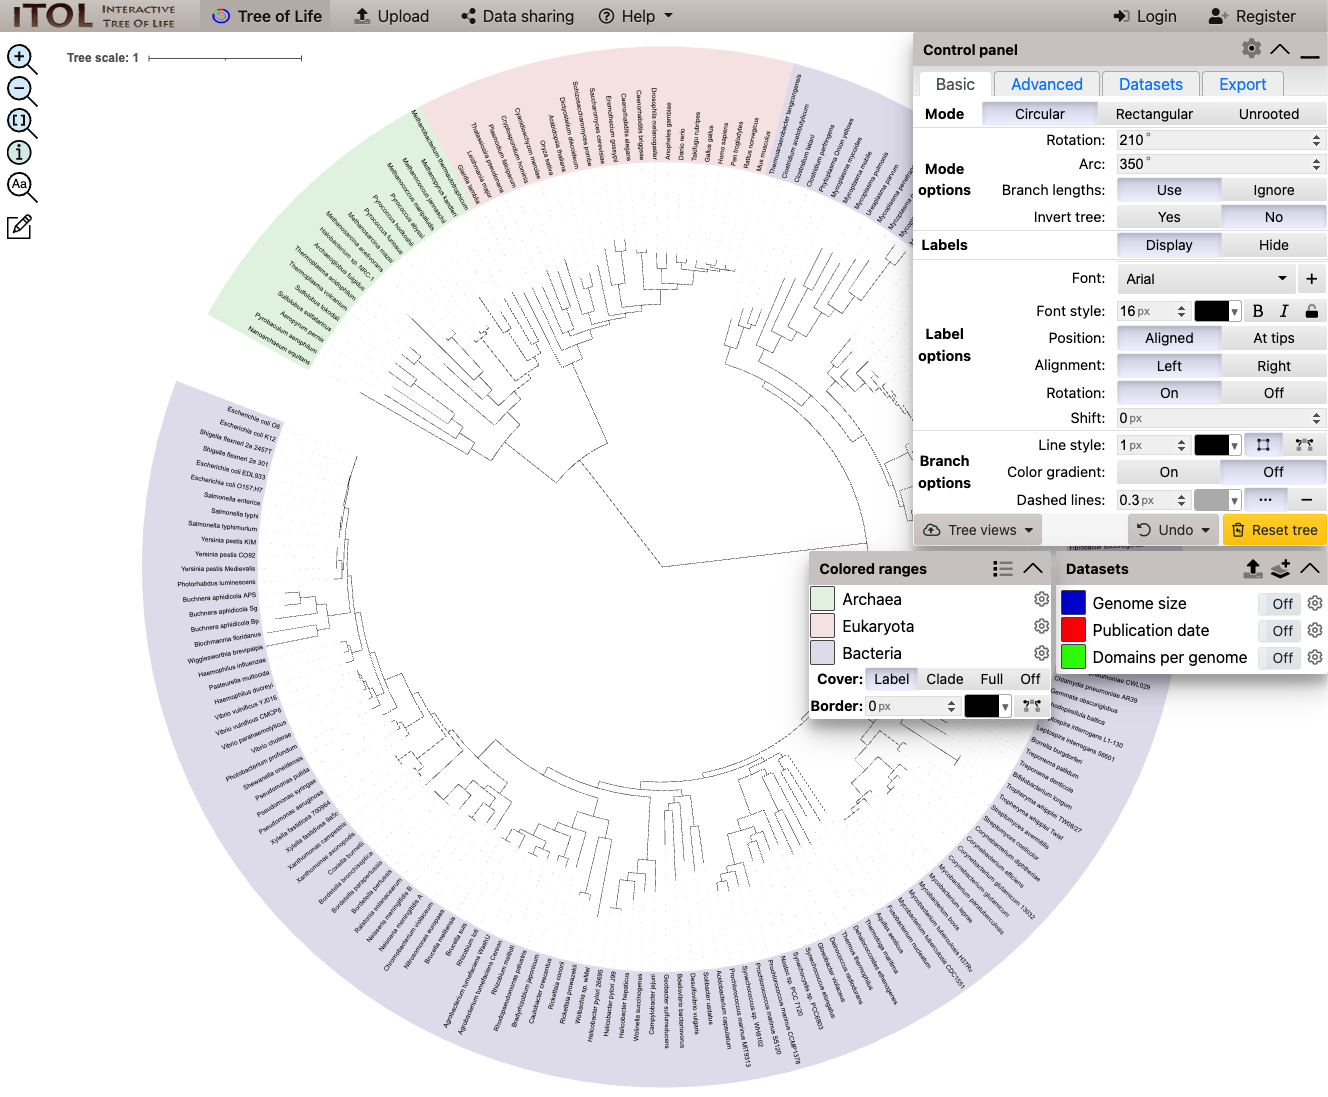 iTOL INTERACTIVE TREE OF LIFE
Tree of Life
Upload
Data sharing
Help
Login
Register
Tree scale: 1
Aa
Control panel
Basic Advanced Datasets Export
Mode Circular Rectangular Unrooted
Mode options
Rotation: 210 °
Arc: 350 °
Branch lengths: Use Ignore
Invert tree: Yes No
Labels Display Hide
Label options
Font: Arial +
Font style: 16 px B I
Position: Aligned At tips
Alignment: Left Right
Rotation: On Off
Shift: 0 px
Branch options
Line style: 1 px
Color gradient: On Off
Dashed lines: 0.3 px
Tree views Undo Reset tree
Colored ranges
Archaea
Eukaryota
Bacteria
Cover: Label Clade Full Off
Border: 0 px
Datasets
Genome size Off
Publication date Off
Domains per genome Off
Nanoarchaeum equitans
Pyrobaculum aerophilum
Aeropyrum pernix
Sulfolobus solfataricus
Sulfolobus tokodaii
Thermoplasma volcanium
Thermoplasma acidophilum
Archaeoglobus fulgidus
Halobacterium sp. NRC-1
Methanosarcina acetivorans
Methanosarcina mazei
Pyrococcus furiosus
Pyrococcus horikoshii
Pyrococcus abyssi
Methanococcus maripaludis
Methanococcus jannaschii
Methanopyrus kandleri
Methanobacterium thermautotrophicum
Giardia lamblia
Leishmania major
Thalassiosira pseudonana
Plasmodium falciparum
Cryptosporidium hominis
Cyanidioschyzon merolae
Oryza sativa
Arabidopsis thaliana
Dictyostelium discoideum
Schizosaccharomyces pombe
Saccharomyces cerevisiae
Eremothecium gossypii
Caenorhabditis elegans
Caenorhabditis briggsae
Drosophila melanogaster
Anopheles gambiae
Danio rerio
Takifugu rubripes
Gallus gallus
Homo sapiens
Pan troglodytes
Rattus norvegicus
Mus musculus
Thermoanaerobacter tengcongensis
Clostridium acetobutylicum
Clostridium tetani
Clostridium perfringens
Phytoplasma Onion yellows
Mycoplasma mycoides
Mycoplasma mobile
Mycoplasma pulmonis
Ureaplasma parvum
Mycoplasma penetrans
Chlamydia pneumoniae AR39
Gemmata obscuriglobus
Rhodopirellula baltica
Leptospira interrogans L1-130
Leptospira interrogans 56601
Borrelia burgdorferi
Treponema pallidum
Treponema denticola
Bifidobacterium longum
Tropheryma whipplei TW08/27
Tropheryma whipplei Twist
Streptomyces avermitilis
Streptomyces coelicolor
Corynebacterium diphtheriae
Corynebacterium efficiens
Corynebacterium glutamicum 13032
Corynebacterium glutamicum
Mycobacterium paratuberculosis
Mycobacterium leprae
Mycobacterium bovis
Mycobacterium tuberculosis H37Rv
Mycobacterium tuberculosis CDC1551
Fusobacterium nucleatum
Aquifex aeolicus
Thermotoga maritima
Dehalococcoides ethenogenes
Thermus thermophilus
Deinococcus radiodurans
Gloeobacter violaceus
Synechococcus elongatus
Synechocystis sp. PCC6803
Nostoc sp. PCC 7120
Prochlorococcus marinus CCMP1378
Prochlorococcus marinus SS120
Synechococcus sp. WH8102
Prochlorococcus marinus MIT9313
Acidobacterium capsulatum
Solibacter usitatus
Desulfovibrio vulgaris
Bdellovibrio bacteriovorus
Geobacter sulfurreducens
Campylobacter jejuni
Wolinella succinogenes
Helicobacter hepaticus
Helicobacter pylori J99
Helicobacter pylori 26695
Wolbachia sp. wMel
Rickettsia prowazekii
Rickettsia conorii
Caulobacter crescentus
Bradyrhizobium japonicum
Rhodopseudomonas palustris
Rhizobium meliloti
Agrobacterium tumefaciens Cereon
Agrobacterium tumefaciens WashU
Rhizobium loti
Brucella suis
Brucella melitensis
Nitrosomonas europaea
Chromobacterium violaceum
Neisseria meningitidis A
Neisseria meningitidis B
Ralstonia solanacearum
Bordetella pertussis
Bordetella parapertussis
Bordetella bronchiseptica
Coxiella burnetii
Xanthomonas axonopodis
Xanthomonas campestris
Xylella fastidiosa 9a5c
Xylella fastidiosa 700964
Pseudomonas aeruginosa
Pseudomonas syringae
Pseudomonas putida
Shewanella oneidensis
Photobacterium profundum
Vibrio cholerae
Vibrio parahaemolyticus
Vibrio vulnificus CMCP6
Vibrio vulnificus YJ016
Haemophilus ducreyi
Pasteurella multocida
Haemophilus influenzae
Wigglesworthia brevipalpis
Blochmannia floridanus
Buchnera aphidicola Bp
Buchnera aphidicola Sg
Buchnera aphidicola APS
Photorhabdus luminescens
Yersinia pestis Medievalis
Yersinia pestis CO92
Yersinia pestis KIM
Salmonella typhimurium
Salmonella typhi
Salmonella enterica
Escherichia coli O157:H7
Escherichia coli EDL933
Shigella flexneri 2a 301
Shigella flexneri 2a 2457T
Escherichia coli K12
Escherichia coli O6